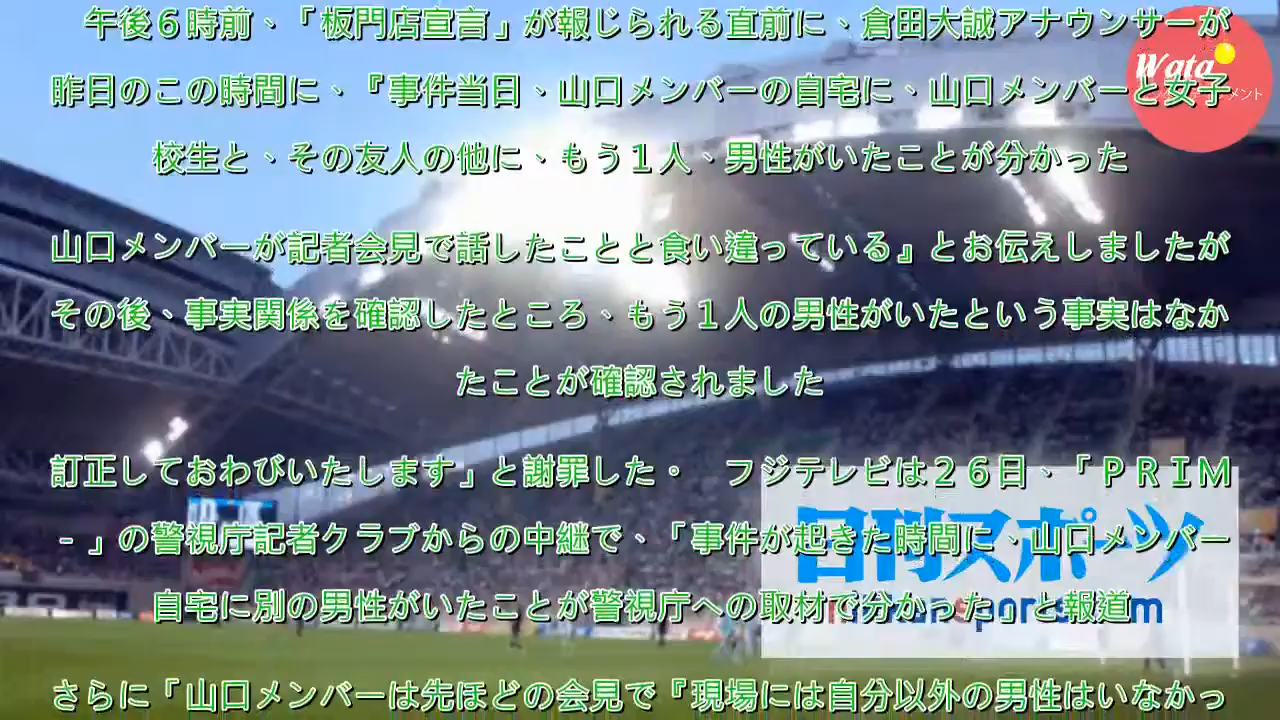 午後６時前、「板門店宣言」が報じられる直前に、倉田大誠アナウンサーが
昨日のこの時間に、『事件当日、山口メンバーの自宅に、山口メンバーと女子
校生と、その友人の他に、もう１人、男性がいたことが分かった
山口メンバーが記者会見で話したことと食い違っている』とお伝えしましたが
その後、事実関係を確認したところ、もう１人の男性がいたという事実はなか
たことが確認されました
訂正しておわびいたします」と謝罪した・　フジテレビは２６日、「ＰＲＩＭ
－」の警視庁記者クラブからの中継で、「事件が起きた時間に、山口メンバー
自宅に別の男性がいたことが警視庁への取材で分かった」と報道
さらに「山口メンバーは先ほどの会見で『現場には自分以外の男性はいなかっ
Wata
日刊スポーツ